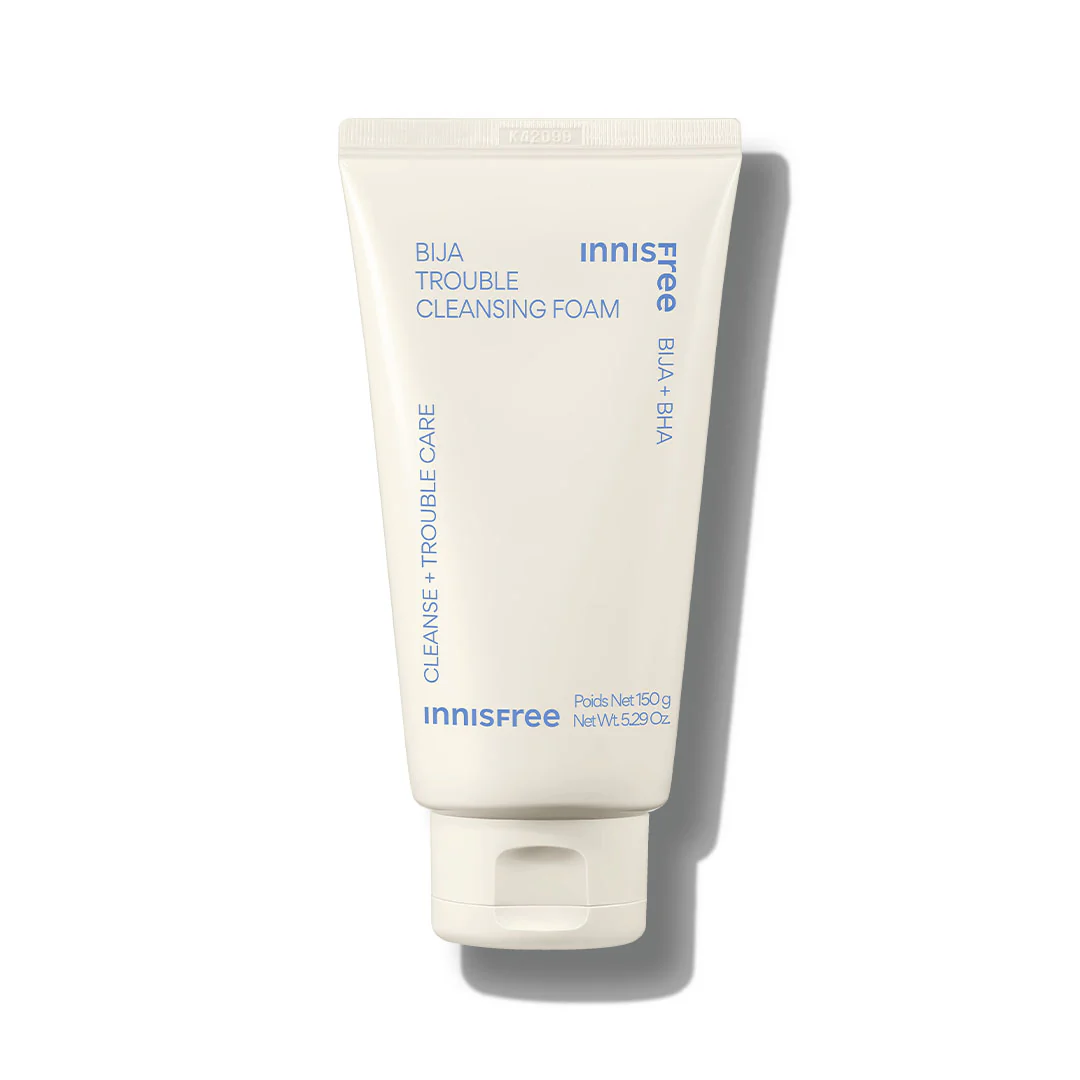 K42099
BIJA
TROUBLE
CLEANSING FOAM
INNISFree
BIJA + BHA
CLEANSE + TROUBLE CARE
INNISFree
Poids Net 150 g
Net Wt. 5.29 Oz.